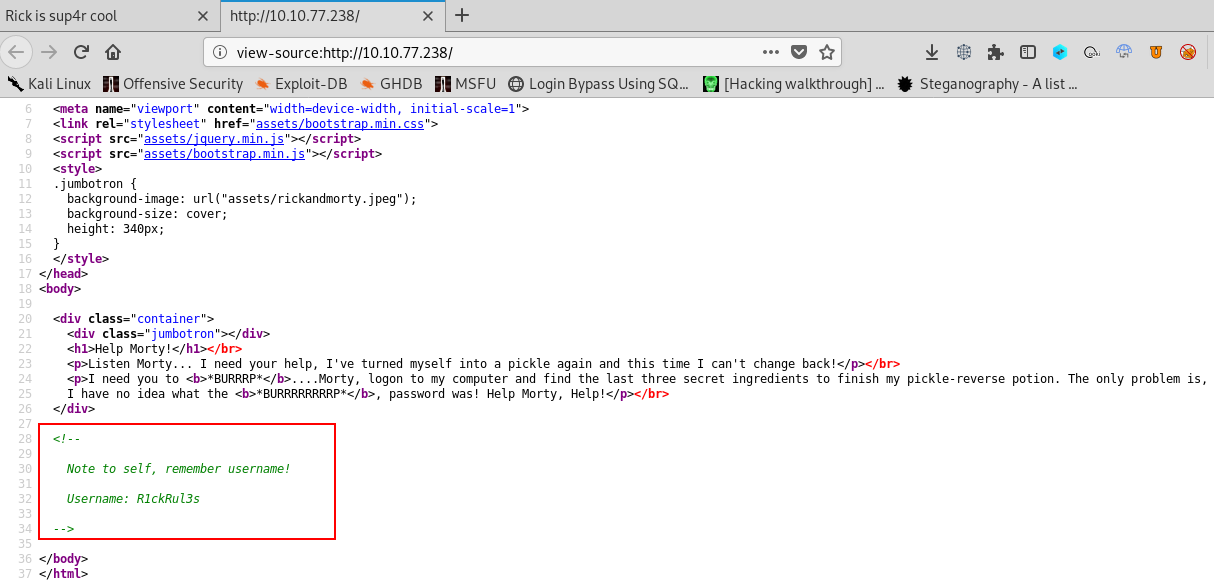 Rick is sup4r cool
http://10.10.77.238/
view-source:http://10.10.77.238/
Kali Linux Offensive Security Exploit-DB GHDB MSFU Login Bypass Using SQ... [Hacking walkthrough] ... Steganography - A list ...
6 <meta name="viewport" content="width=device-width, initial-scale=1">
7 <link rel="stylesheet" href="assets/bootstrap.min.css">
8 <script src="assets/jquery.min.js"></script>
9 <script src="assets/bootstrap.min.js"></script>
10 <style>
11 .jumbotron {
12 background-image: url("assets/rickandmorty.jpeg");
13 background-size: cover;
14 height: 340px;
15 }
16 </style>
17 </head>
18 <body>
19
20 <div class="container">
21 <div class="jumbotron"></div>
22 <h1>Help Morty!</h1></br>
23 <p>Listen Morty... I need your help, I've turned myself into a pickle again and this time I can't change back!</p></br>
24 <p>I need you to <b>*BURRRP*</b>....Morty, logon to my computer and find the last three secret ingredients to finish my pickle-reverse potion. The only problem is,
25 I have no idea what the <b>*BURRRRRRRRP*</b>, password was! Help Morty, Help!</p></br>
26 </div>
27
28 <!--
29
30 Note to self, remember username!
31
32 Username: R1ckRul3s
33
34 -->
35
36 </body>
37 </html>